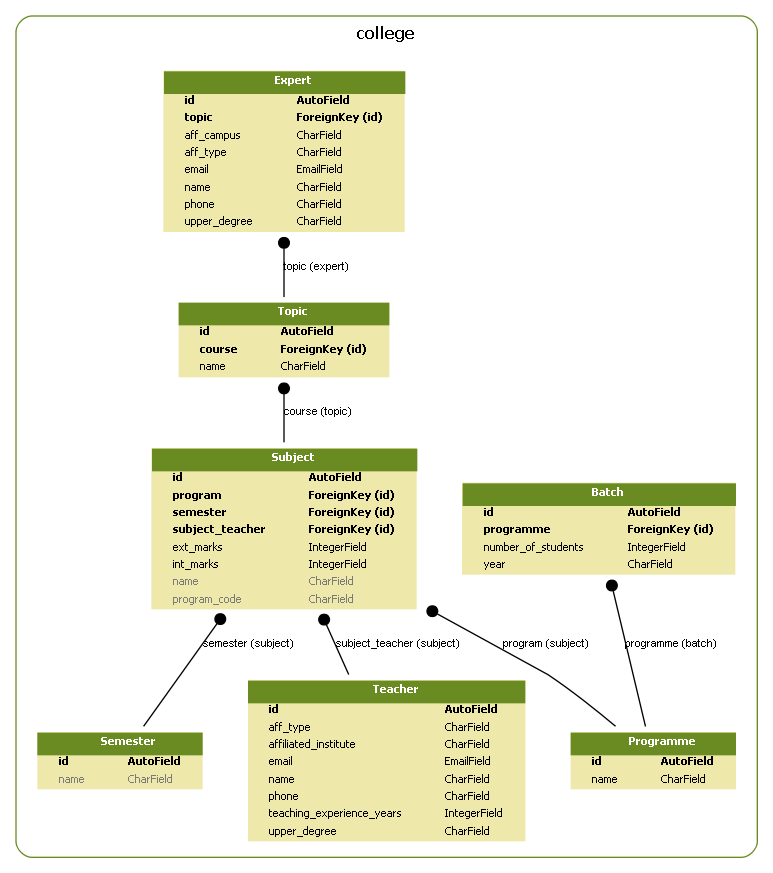 college
Expert
id AutoField
topic ForeignKey (id)
aff_campus CharField
aff_type CharField
email EmailField
name CharField
phone CharField
upper_degree CharField
topic (expert)
Topic
id AutoField
course ForeignKey (id)
name CharField
course (topic)
Subject
id AutoField
program ForeignKey (id)
semester ForeignKey (id)
subject_teacher ForeignKey (id)
ext_marks IntegerField
int_marks IntegerField
name CharField
program_code CharField
Batch
id AutoField
programme ForeignKey (id)
number_of_students IntegerField
year CharField
semester (subject)
subject_teacher (subject)
program (subject)
programme (batch)
Semester
id AutoField
name CharField
Teacher
id AutoField
aff_type CharField
affiliated_institute CharField
email EmailField
name CharField
phone CharField
teaching_experience_years IntegerField
upper_degree CharField
Programme
id AutoField
name CharField